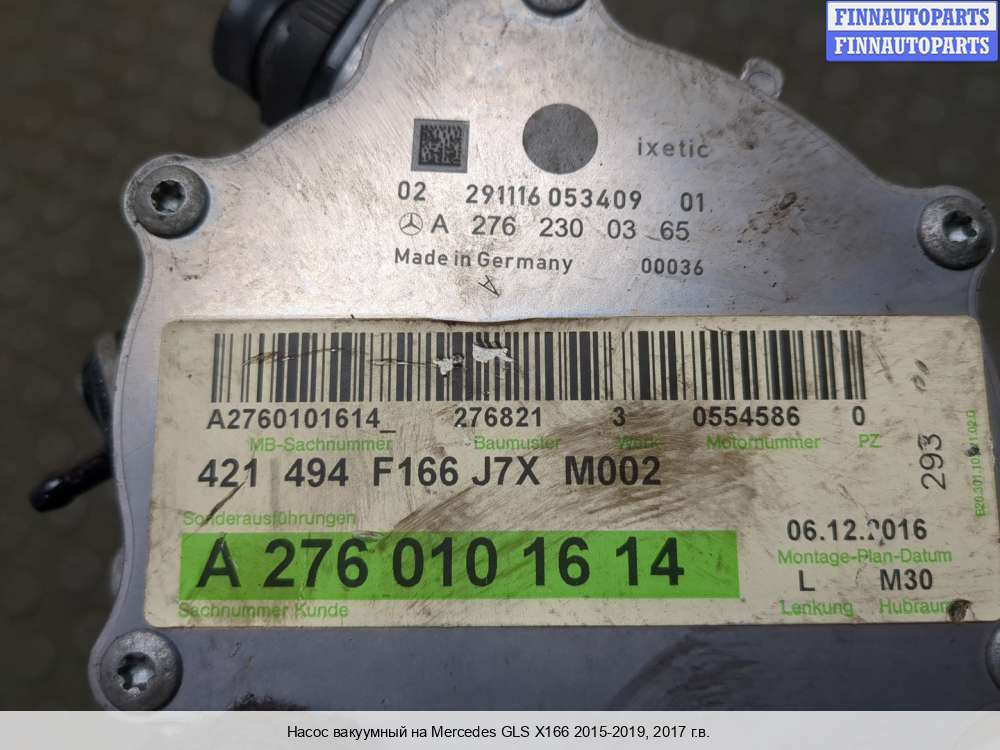 FINNAUTOPARTS
FINNAUTOPARTS
ixetic
02 291116 053409 01
A 276 230 03 65
Made in Germany 00036
A
A2760101614_ 276821 3 0554586 0
MB-Sachnummer Baumuster Werk Motornummer PZ
421 494 F166 J7X M002
293
Sonderausführungen
06.12.2016
A 276 010 16 14
Montage-Plan-Datum
L M30
Sachnummer Kunde
Lenkung Hubraum
Насос вакуумный на Mercedes GLS X166 2015-2019, 2017 г.в.